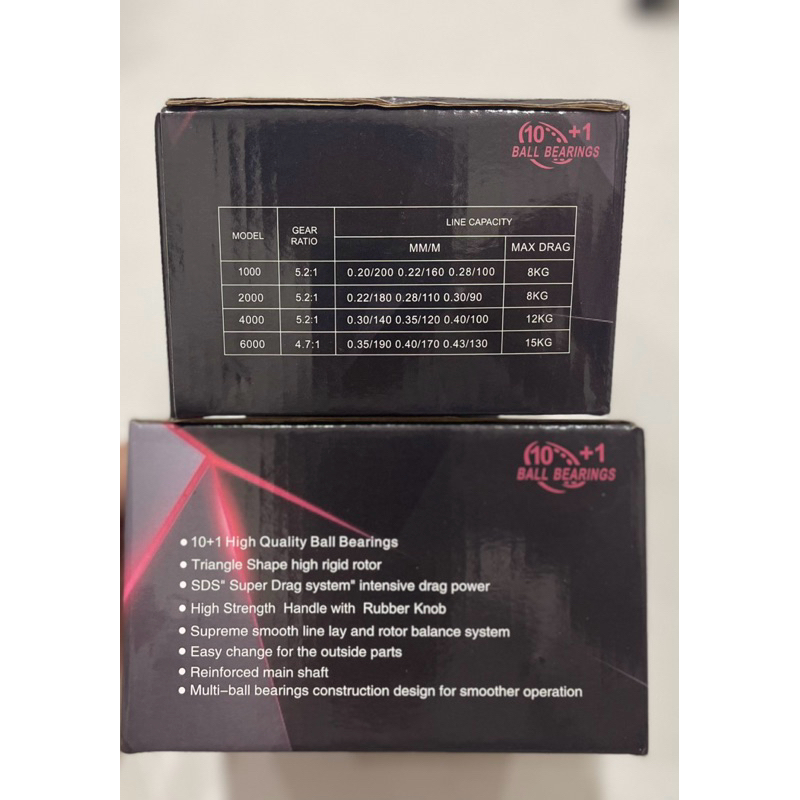 10 +1
BALL BEARINGS
MODEL GEAR RATIO LINE CAPACITY
MM/M MAX DRAG
1000 5.2:1 0.20/200 0.22/160 0.28/100 8KG
2000 5.2:1 0.22/180 0.28/110 0.30/90 8KG
4000 5.2:1 0.30/140 0.35/120 0.40/100 12KG
6000 4.7:1 0.35/190 0.40/170 0.43/130 15KG
10 +1
BALL BEARINGS
● 10+1 High Quality Ball Bearings
● Triangle Shape high rigid rotor
● SDS" Super Drag system" intensive drag power
● High Strength Handle with Rubber Knob
● Supreme smooth line lay and rotor balance system
● Easy change for the outside parts
● Reinforced main shaft
● Multi-ball bearings construction design for smoother operation